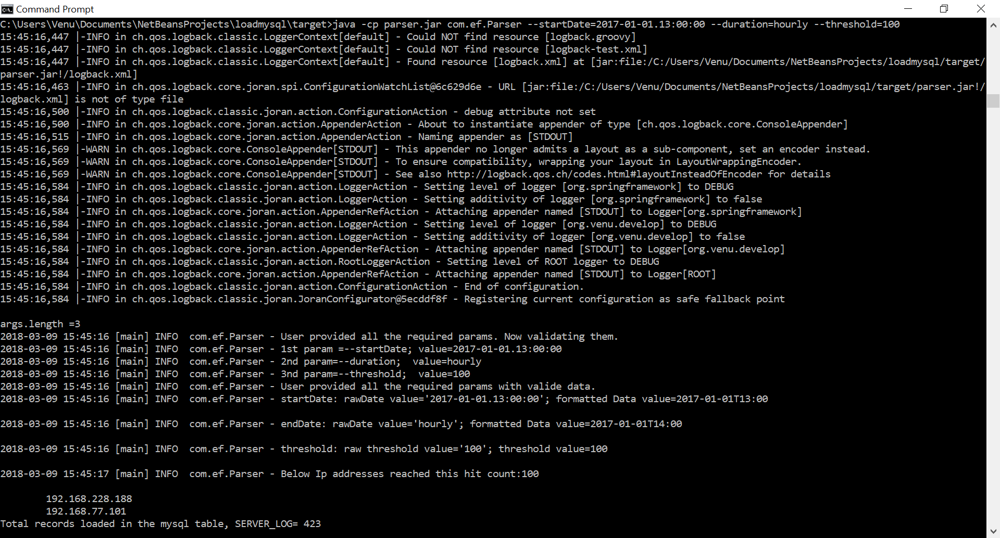 Command Prompt
C:\Users\Venu\Documents\NetBeansProjects\loadmysql\target>java -cp parser.jar com.ef.Parser --startDate=2017-01-01.13:00:00 --duration=hourly --threshold=100
15:45:16,447 |-INFO in ch.qos.logback.classic.LoggerContext[default] - Could NOT find resource [logback.groovy]
15:45:16,447 |-INFO in ch.qos.logback.classic.LoggerContext[default] - Could NOT find resource [logback-test.xml]
15:45:16,447 |-INFO in ch.qos.logback.classic.LoggerContext[default] - Found resource [logback.xml] at [jar:file:/C:/Users/Venu/Documents/NetBeansProjects/loadmysql/target/
parser.jar!/logback.xml]
15:45:16,463 |-INFO in ch.qos.logback.core.joran.spi.ConfigurationWatchList@6c629d6e - URL [jar:file:/C:/Users/Venu/Documents/NetBeansProjects/loadmysql/target/parser.jar!/
logback.xml] is not of type file
15:45:16,500 |-INFO in ch.qos.logback.classic.joran.action.ConfigurationAction - debug attribute not set
15:45:16,500 |-INFO in ch.qos.logback.core.joran.action.AppenderAction - About to instantiate appender of type [ch.qos.logback.core.ConsoleAppender]
15:45:16,515 |-INFO in ch.qos.logback.core.joran.action.AppenderAction - Naming appender as [STDOUT]
15:45:16,569 |-WARN in ch.qos.logback.core.ConsoleAppender[STDOUT] - This appender no longer admits a layout as a sub-component, set an encoder instead.
15:45:16,569 |-WARN in ch.qos.logback.core.ConsoleAppender[STDOUT] - To ensure compatibility, wrapping your layout in LayoutWrappingEncoder.
15:45:16,569 |-WARN in ch.qos.logback.core.ConsoleAppender[STDOUT] - See also http://logback.qos.ch/codes.html#layoutInsteadOfEncoder for details
15:45:16,584 |-INFO in ch.qos.logback.classic.joran.action.LoggerAction - Setting level of logger [org.springframework] to DEBUG
15:45:16,584 |-INFO in ch.qos.logback.classic.joran.action.LoggerAction - Setting additivity of logger [org.springframework] to false
15:45:16,584 |-INFO in ch.qos.logback.core.joran.action.AppenderRefAction - Attaching appender named [STDOUT] to Logger[org.springframework]
15:45:16,584 |-INFO in ch.qos.logback.classic.joran.action.LoggerAction - Setting level of logger [org.venu.develop] to DEBUG
15:45:16,584 |-INFO in ch.qos.logback.classic.joran.action.LoggerAction - Setting additivity of logger [org.venu.develop] to false
15:45:16,584 |-INFO in ch.qos.logback.core.joran.action.AppenderRefAction - Attaching appender named [STDOUT] to Logger[org.venu.develop]
15:45:16,584 |-INFO in ch.qos.logback.classic.joran.action.RootLoggerAction - Setting level of ROOT logger to DEBUG
15:45:16,584 |-INFO in ch.qos.logback.core.joran.action.AppenderRefAction - Attaching appender named [STDOUT] to Logger[ROOT]
15:45:16,584 |-INFO in ch.qos.logback.classic.joran.action.ConfigurationAction - End of configuration.
15:45:16,584 |-INFO in ch.qos.logback.classic.joran.JoranConfigurator@5ecddf8f - Registering current configuration as safe fallback point
args.length =3
2018-03-09 15:45:16 [main] INFO  com.ef.Parser - User provided all the required params. Now validating them.
2018-03-09 15:45:16 [main] INFO  com.ef.Parser - 1st param =--startDate; value=2017-01-01.13:00:00
2018-03-09 15:45:16 [main] INFO  com.ef.Parser - 2nd param=--duration;  value=hourly
2018-03-09 15:45:16 [main] INFO  com.ef.Parser - 3nd param=--threshold;  value=100
2018-03-09 15:45:16 [main] INFO  com.ef.Parser - User provided all the required params with valide data.
2018-03-09 15:45:16 [main] INFO  com.ef.Parser - startDate: rawDate value='2017-01-01.13:00:00'; formatted Data value=2017-01-01T13:00
2018-03-09 15:45:16 [main] INFO  com.ef.Parser - endDate: rawDate value='hourly'; formatted Data value=2017-01-01T14:00
2018-03-09 15:45:16 [main] INFO  com.ef.Parser - threshold: raw threshold value='100'; threshold value=100
2018-03-09 15:45:17 [main] INFO  com.ef.Parser - Below Ip addresses reached this hit count:100
192.168.228.188
192.168.77.101
Total records loaded in the mysql table, SERVER_LOG= 423